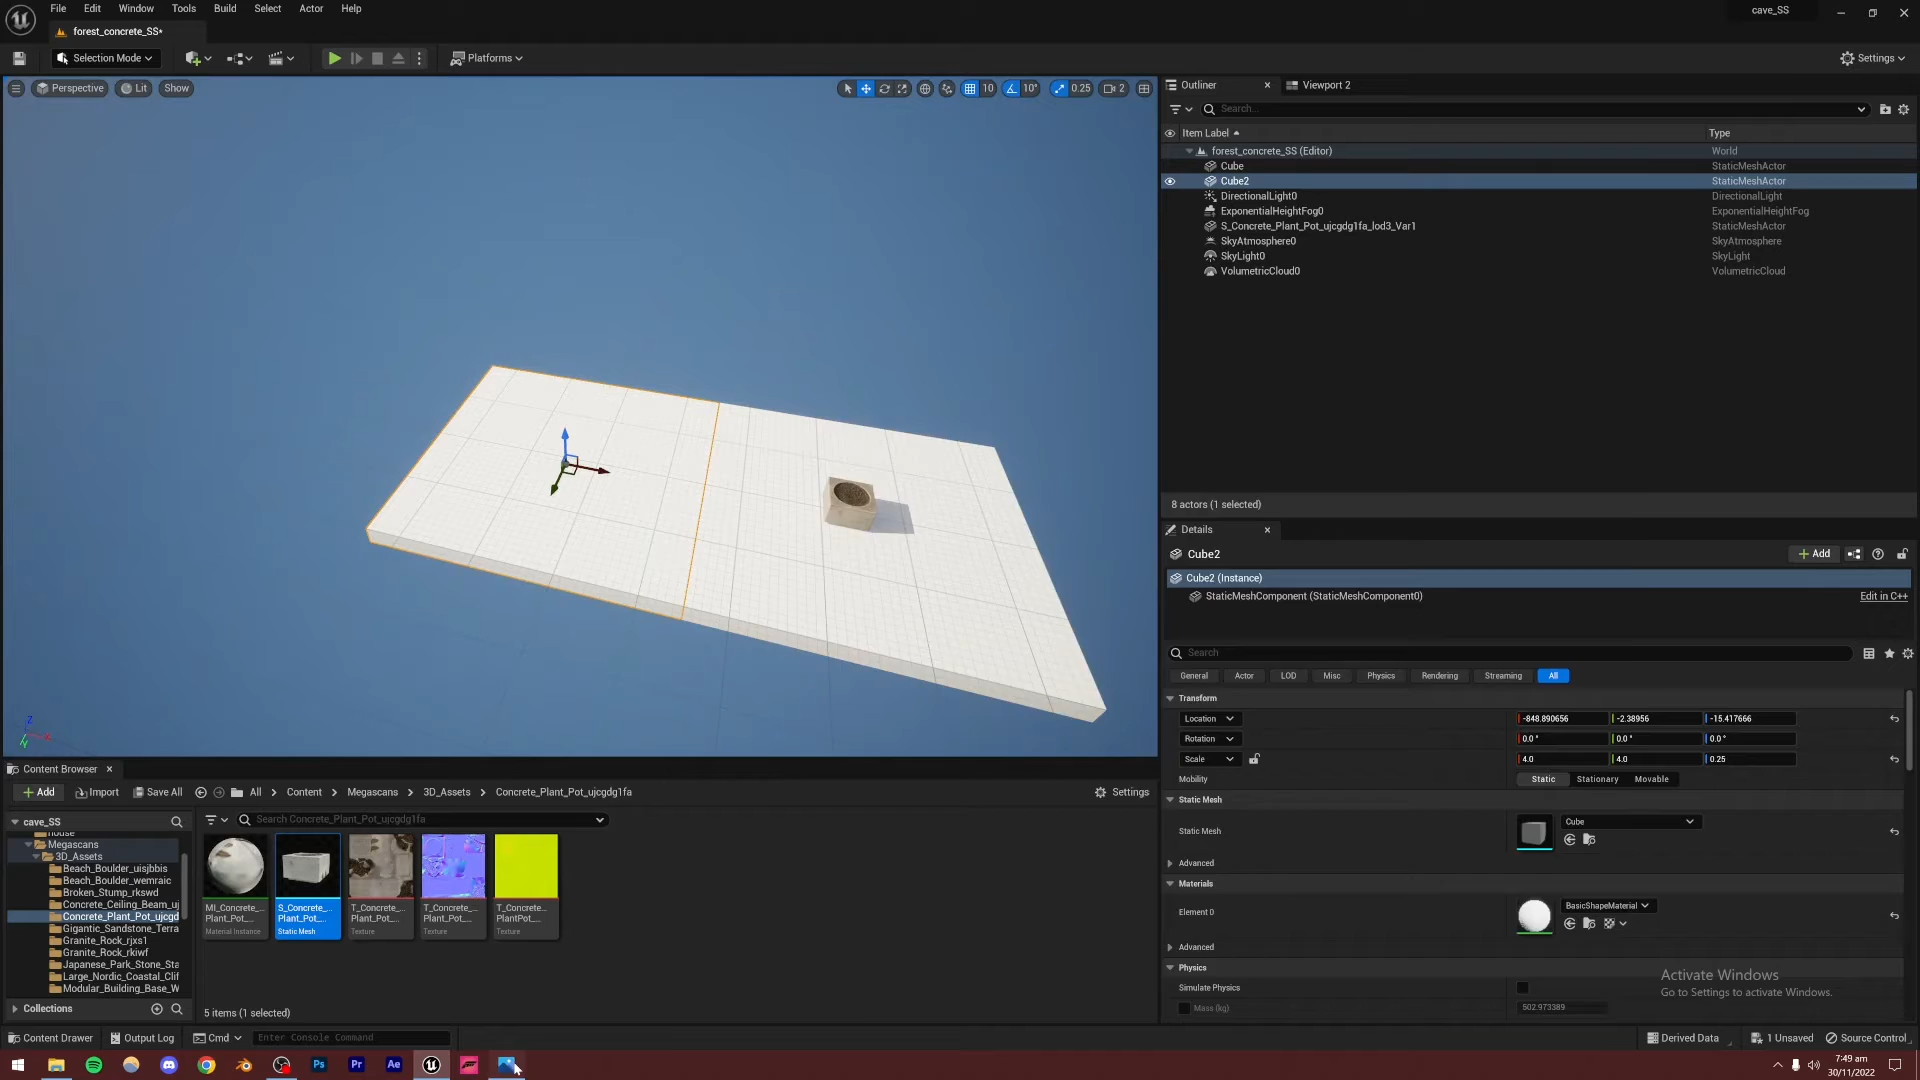 File Edit Window Tools Build Select Actor Help
cave_SS
forest_concrete_SS*
Selection Mode
Platforms
Settings
Perspective Lit Show
10 10° 0.25 2
Outliner
Viewport 2
Search...
Item Label Type
forest_concrete_SS (Editor) World
Cube StaticMeshActor
Cube2 StaticMeshActor
DirectionalLight0 DirectionalLight
ExponentialHeightFog0 ExponentialHeightFog
S_Concrete_Plant_Pot_ujcgdg1fa_lod3_Var1 StaticMeshActor
SkyAtmosphere0 SkyAtmosphere
SkyLight0 SkyLight
VolumetricCloud0 VolumetricCloud
8 actors (1 selected)
Details
Cube2
Add
Cube2 (Instance)
StaticMeshComponent (StaticMeshComponent0) Edit in C++
Search
General Actor LOD Misc Physics Rendering Streaming All
Transform
Location -848.890656 -2.38956 -15.417666
Rotation 0.0 ° 0.0 ° 0.0 °
Scale 4.0 4.0 0.25
Mobility Static Stationary Movable
Static Mesh
Static Mesh Cube
Advanced
Materials
Element 0 BasicShapeMaterial
Advanced
Physics
Simulate Physics
Mass (kg) 502.973389
Activate Windows
Go to Settings to activate Windows.
Z
Y
Content Browser
Add Import Save All All Content Megascans 3D_Assets Concrete_Plant_Pot_ujcgdg1fa Settings
cave_SS
Search Concrete_Plant_Pot_ujcgdg1fa
house
Megascans
3D_Assets
Beach_Boulder_uisjbbis
Beach_Boulder_wemraic
Broken_Stump_rkswd
Concrete_Ceiling_Beam_uj
Concrete_Plant_Pot_ujcgd
Gigantic_Sandstone_Terra
Granite_Rock_rjxs1
Granite_Rock_rkiwf
Japanese_Park_Stone_Sta
Large_Nordic_Coastal_Clif
Modular_Building_Base_W
Collections
MI_Concrete_
Plant_Pot_...
Material Instance
S_Concrete_
Plant_Pot_...
Static Mesh
T_Concrete_...
Plant_Pot_...
Texture
T_Concrete_...
Plant_Pot_...
Texture
T_Concrete_...
PlantPot_...
Texture
5 items (1 selected)
Content Drawer Output Log Cmd Enter Console Command
Derived Data 1 Unsaved Source Control
Ps Pr Ae
7:49 am
30/11/2022